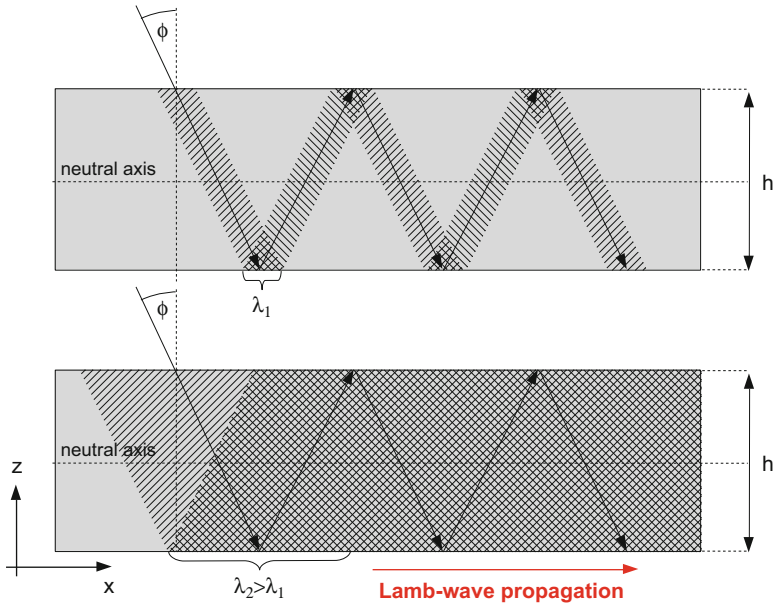 ϕ
neutral axis
h
λ₁
ϕ
neutral axis
h
z
x
λ₂>λ₁
Lamb-wave propagation